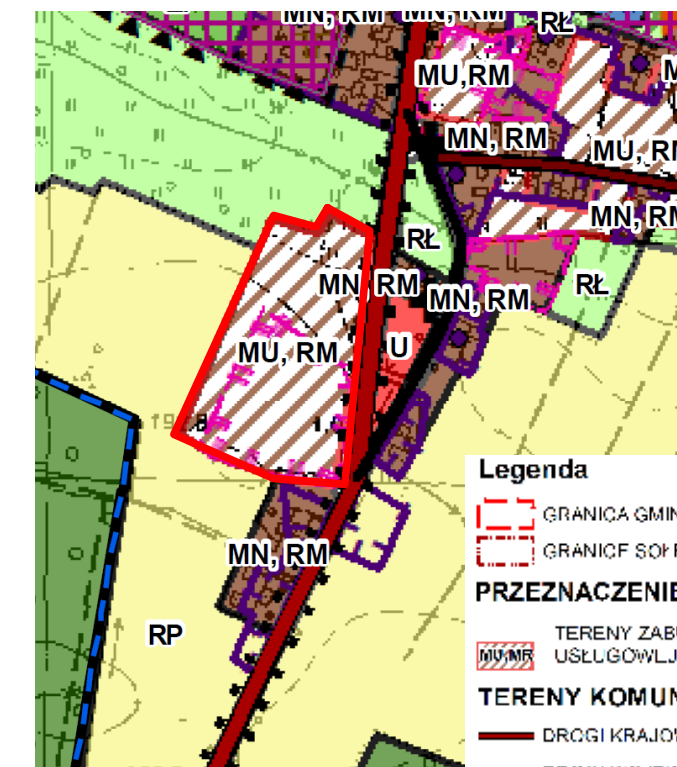 MN, RM MN, RM
RŁ
MU,RM
MN, RM
MU, RM
MN, RM
RŁ
MN, RM
MN, RM
RŁ
U
MU, RM
MN, RM
RP
Legenda
GRANICA GMIN
GRANICE SOŁE
PRZEZNACZENIE
TERENY ZABU
MU,MR USŁUGOWEJ
TERENY KOMUN
DROGI KRAJOW